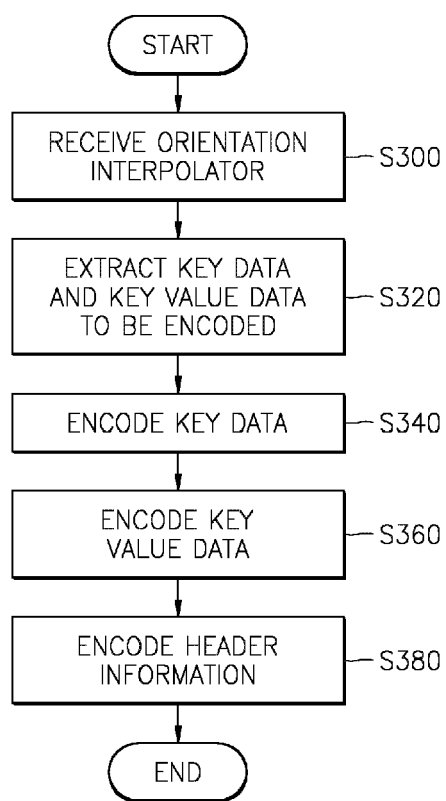 START
RECEIVE ORIENTATION
INTERPOLATOR
S300
EXTRACT KEY DATA
AND KEY VALUE DATA
TO BE ENCODED
S320
ENCODE KEY DATA
S340
ENCODE KEY
VALUE DATA
S360
ENCODE HEADER
INFORMATION
S380
END